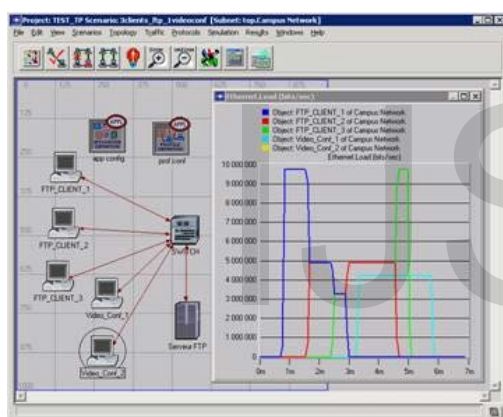 Project: TEST_TP Scenario: 3clients_ftp_1videoconf [Subnet: top.Campus Network]
File Edit View Scenarios Topology Traffic Protocols Simulation Results Windows Help
Ethernet.Load (bits/sec)
Object: FTP_CLIENT_1 of Campus Network
Object: FTP_CLIENT_2 of Campus Network
Object: FTP_CLIENT_3 of Campus Network
Object: Video_Conf_1 of Campus Network
Object: Video_Conf_2 of Campus Network
Ethernet.Load (bits/sec)
10 000 000
9 000 000
8 000 000
7 000 000
6 000 000
5 000 000
4 000 000
3 000 000
2 000 000
1 000 000
0
0m 1m 2m 3m 4m 5m 6m 7m
APPL
APPL
app config
prof.conf
FTP_CLIENT_1
FTP_CLIENT_2
SWITCH
FTP_CLIENT_3
Video_Conf_1
Serveur FTP
Video_Conf_2